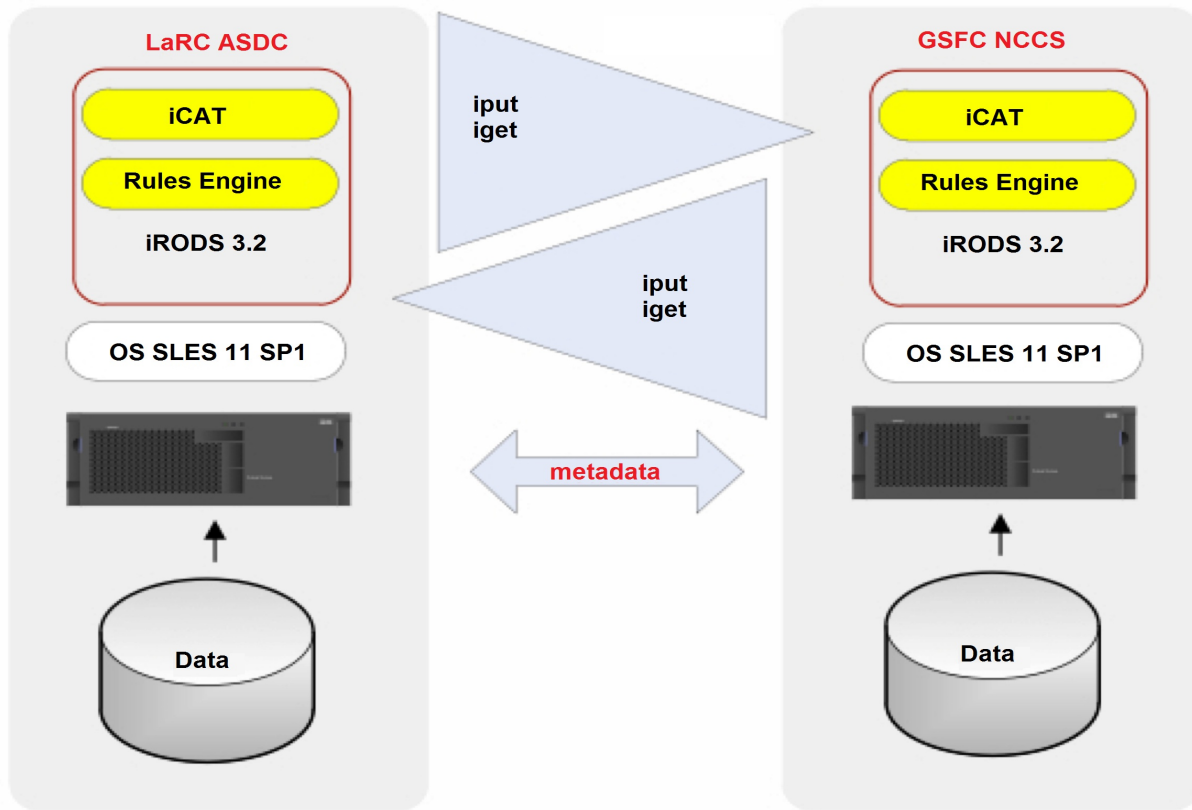 LaRC ASDC
iCAT
Rules Engine
iRODS 3.2
OS SLES 11 SP1
Data
iput
iget
iput
iget
metadata
GSFC NCCS
iCAT
Rules Engine
iRODS 3.2
OS SLES 11 SP1
Data